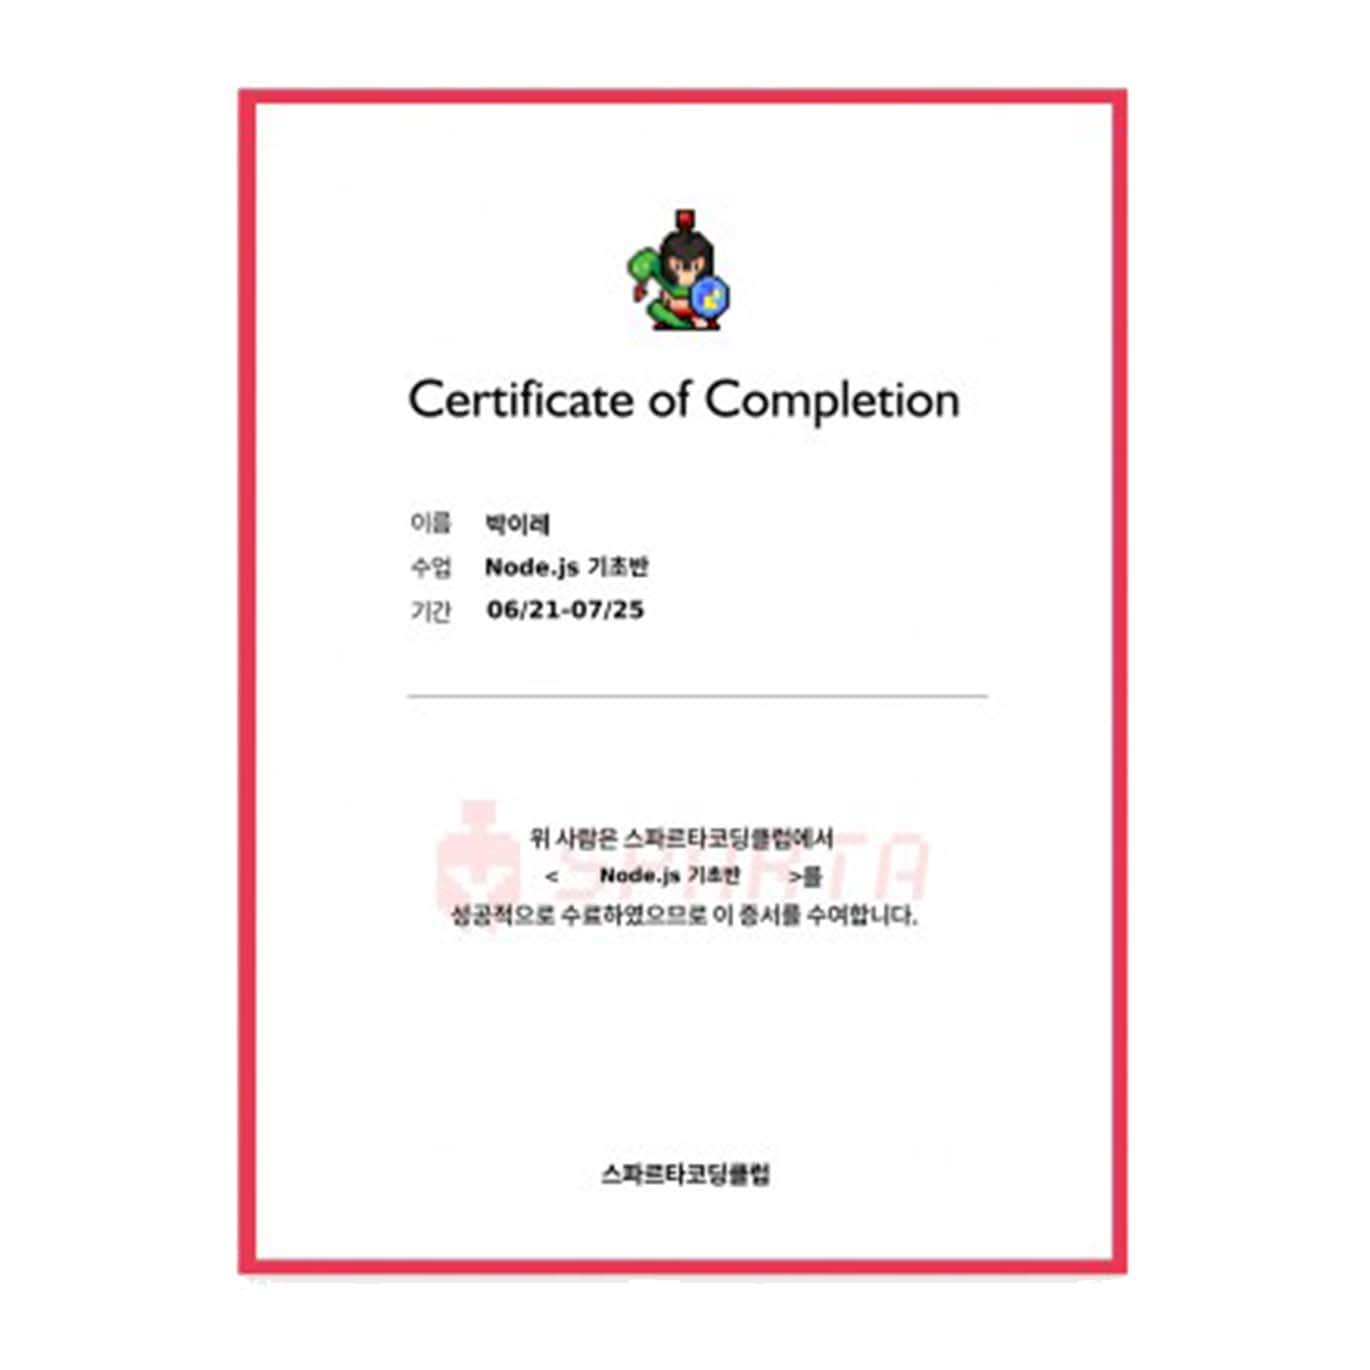 Certificate of Completion
이름 박이레
수업 Node.js 기초반
기간 06/21-07/25
SPARTA
위 사람은 스파르타코딩클럽에서
< Node.js 기초반 >를
성공적으로 수료하였으므로 이 증서를 수여합니다.
스파르타코딩클럽